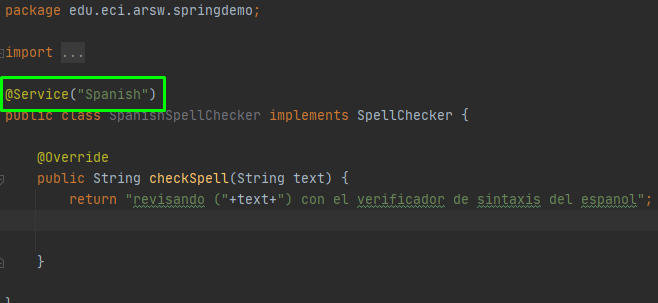 package edu.eci.arsw.springdemo;
import ...
@Service("Spanish")
public class SpanishSpellChecker implements SpellChecker {
@Override
public String checkSpell(String text) {
return "revisando ("+text+") con el verificador de sintaxis del espanol";
}
}